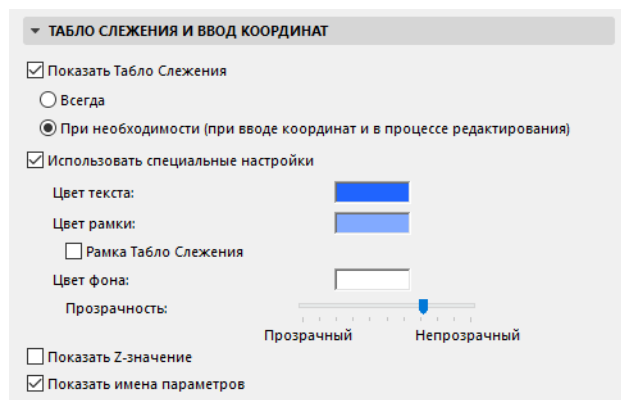 ТАБЛО СЛЕЖЕНИЯ И ВВОД КООРДИНАТ
Показать Табло Слежения
Всегда
При необходимости (при вводе координат и в процессе редактирования)
Использовать специальные настройки
Цвет текста:
Цвет рамки:
Рамка Табло Слежения
Цвет фона:
Прозрачность:
Прозрачный Непрозрачный
Показать Z-значение
Показать имена параметров